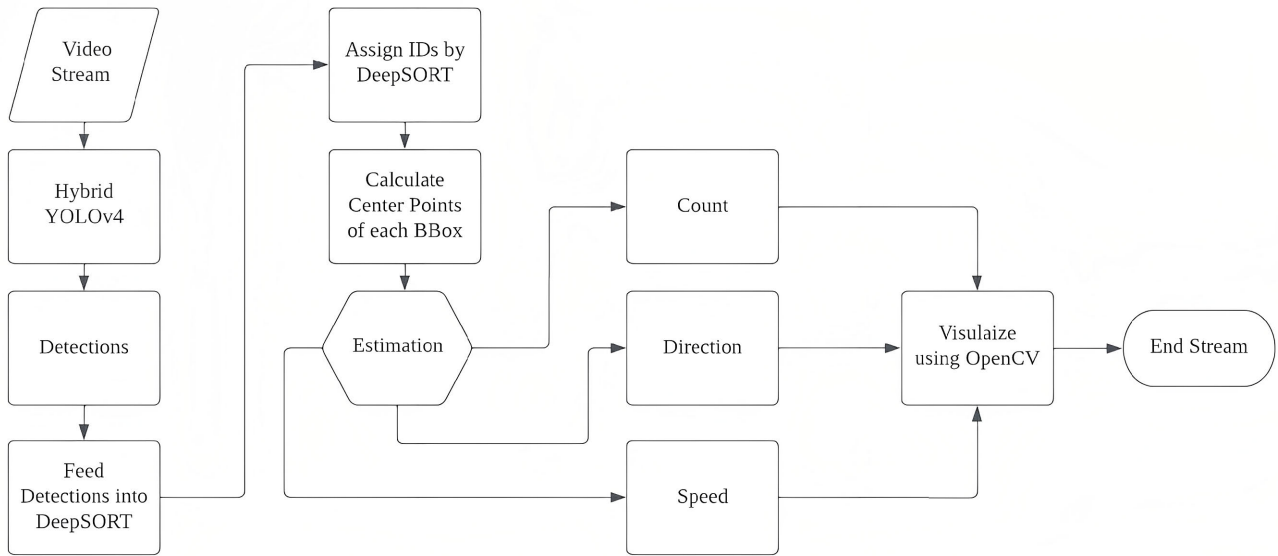 Video
Stream
Hybrid
YOLOv4
Detections
Feed
Detections into
DeepSORT
Assign IDs by
DeepSORT
Calculate
Center Points
of each BBox
Estimation
Count
Direction
Speed
Visulaize
using OpenCV
End Stream